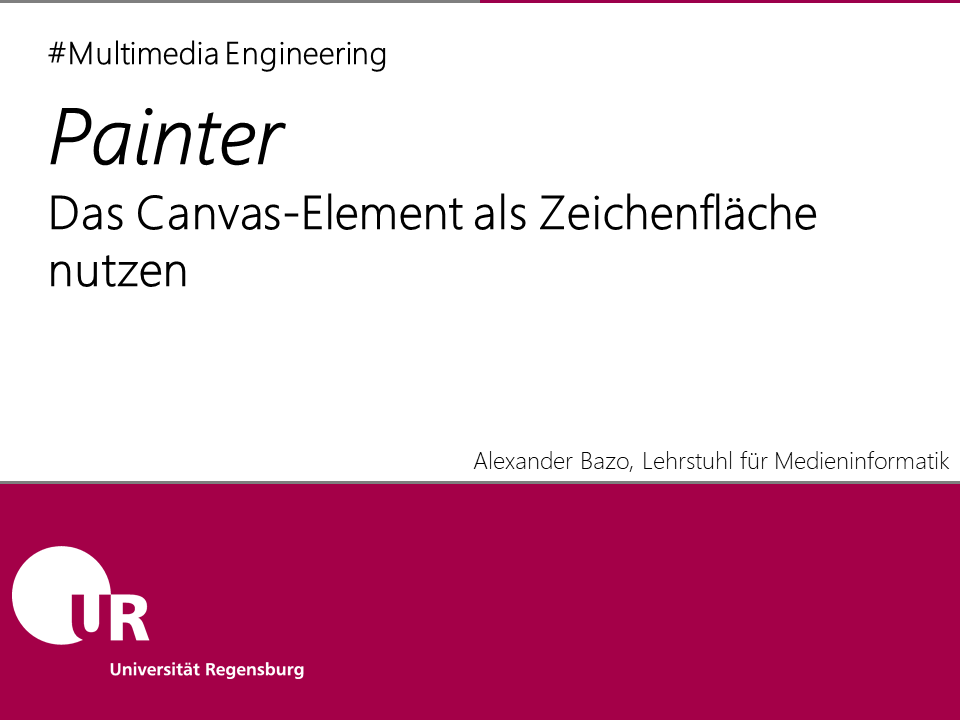 #Multimedia Engineering
Painter
Das Canvas-Element als Zeichenfläche
nutzen
Alexander Bazo, Lehrstuhl für Medieninformatik
UR
Universität Regensburg